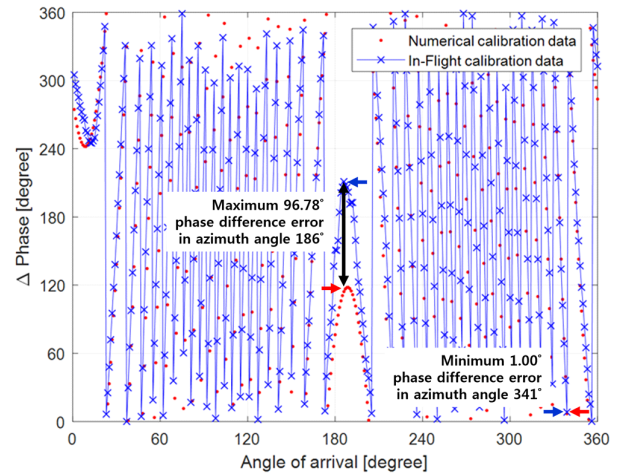 360
300
240
180
120
60
0
Δ Phase [degree]
Numerical calibration data
In-Flight calibration data
Maximum 96.78°
phase difference error
in azimuth angle 186°
Minimum 1.00°
phase difference error
in azimuth angle 341°
0 60 120 180 240 300 360
Angle of arrival [degree]